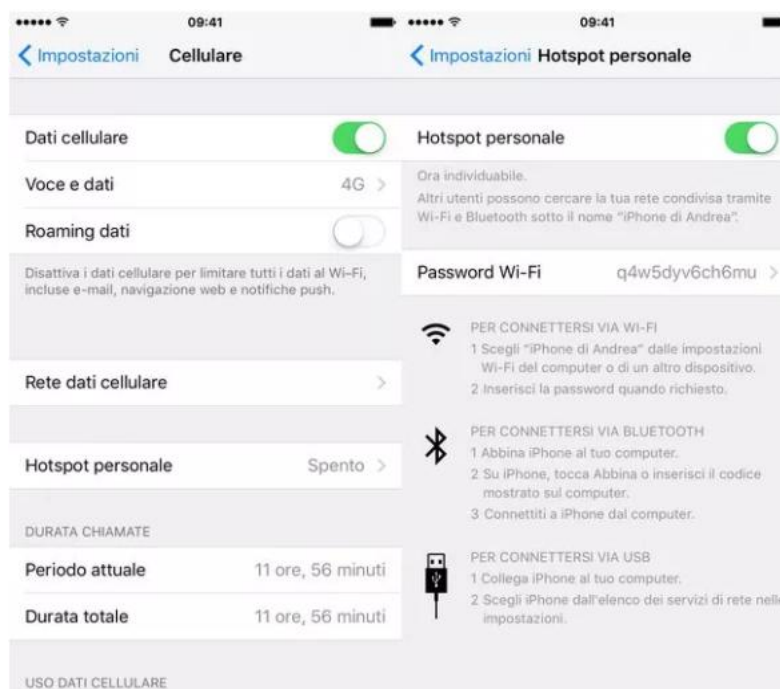 09:41
Impostazioni
Cellulare
Dati cellulare
Voce e dati
4G
Roaming dati
Disattiva i dati cellulare per limitare tutti i dati al Wi-Fi,
incluse e-mail, navigazione web e notifiche push.
Rete dati cellulare
Hotspot personale
Spento
DURATA CHIAMATE
Periodo attuale
11 ore, 56 minuti
Durata totale
11 ore, 56 minuti
USO DATI CELLULARE
09:41
Impostazioni
Hotspot personale
Hotspot personale
Ora individuabile.
Altri utenti possono cercare la tua rete condivisa tramite
Wi-Fi e Bluetooth sotto il nome “iPhone di Andrea”.
Password Wi-Fi
q4w5dyv6ch6mu
PER CONNETTERSI VIA WI-FI
1 Scegli “iPhone di Andrea” dalle impostazioni
Wi-Fi del computer o di un altro dispositivo.
2 Inserisci la password quando richiesto.
PER CONNETTERSI VIA BLUETOOTH
1 Abbina iPhone al tuo computer.
2 Su iPhone, tocca Abbina o inserisci il codice
mostrato sul computer.
3 Connettiti a iPhone dal computer.
PER CONNETTERSI VIA USB
1 Collega iPhone al tuo computer.
2 Scegli iPhone dall'elenco dei servizi di rete nelle
impostazioni.